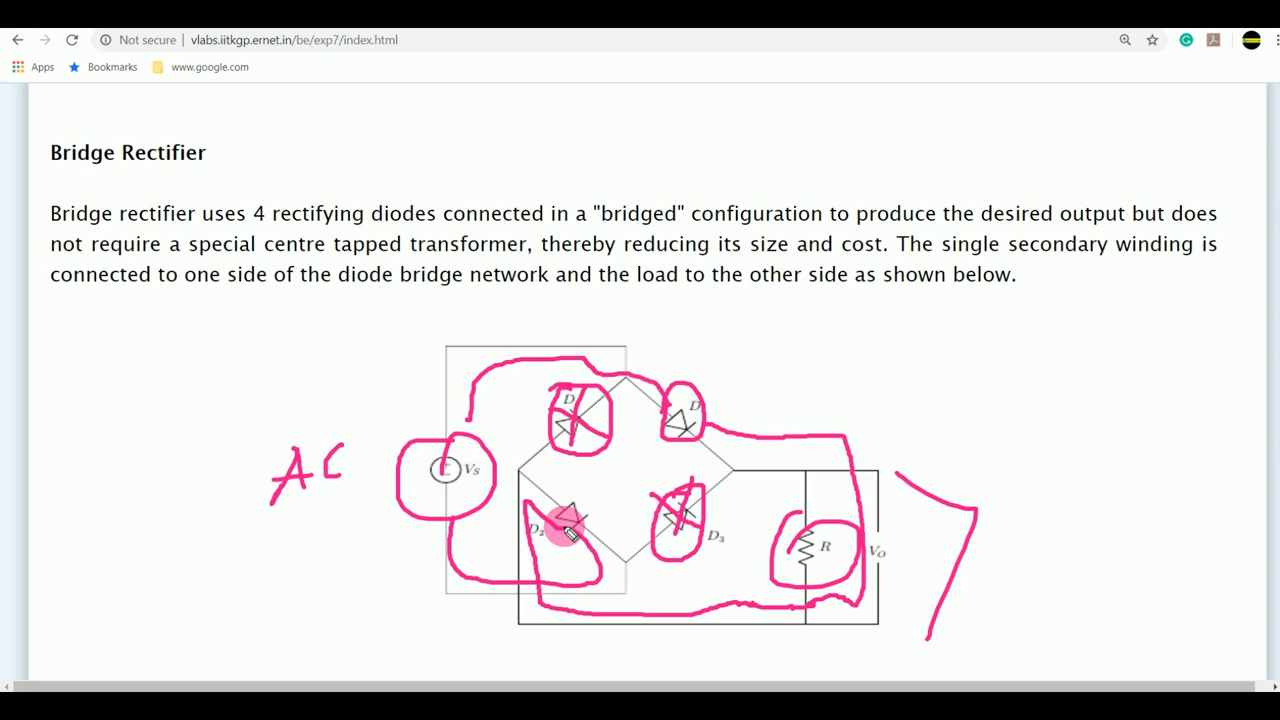 Not secure | vlabs.iitkgp.ernet.in/be/exp7/index.html
Apps Bookmarks www.google.com
Bridge Rectifier
Bridge rectifier uses 4 rectifying diodes connected in a "bridged" configuration to produce the desired output but does
not require a special centre tapped transformer, thereby reducing its size and cost. The single secondary winding is
connected to one side of the diode bridge network and the load to the other side as shown below.
D
D
AC
Vs
D2
D3
R
Vo